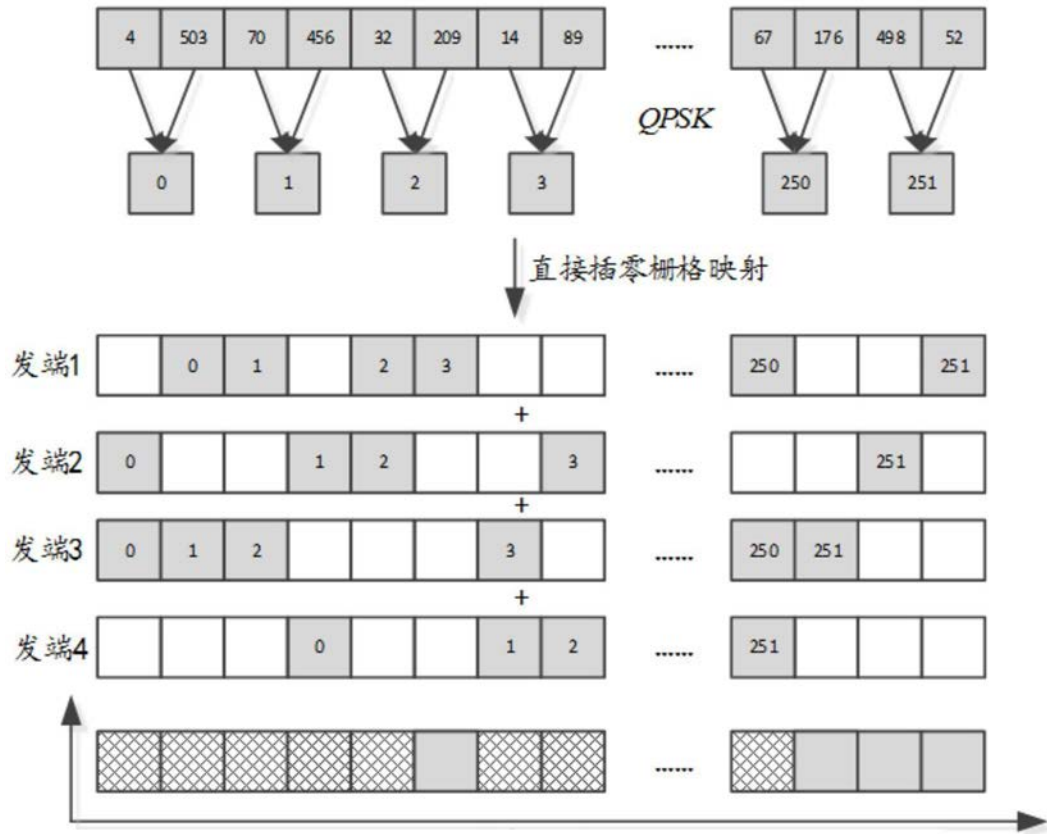 4 503 70 456 32 209 14 89 ...... 67 176 498 52
QPSK
0 1 2 3 250 251
直接插零栅格映射
发端1 0 1 2 3 ...... 250 251
+
发端2 0 1 2 3 ...... 251
+
发端3 0 1 2 3 ...... 250 251
+
发端4 0 1 2 ...... 251
......